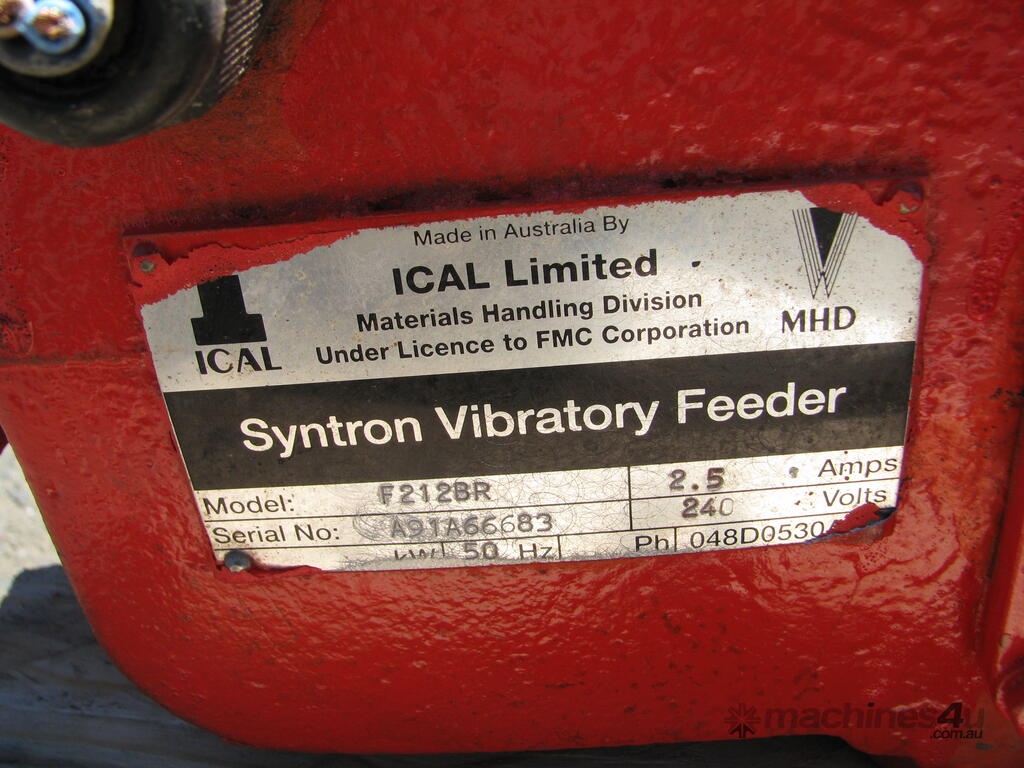 Made in Australia By
ICAL Limited
Materials Handling Division
Under Licence to FMC Corporation
ICAL
MHD
Syntron Vibratory Feeder
Model: F212BR 2.5 Amps
Serial No: A91A66683 240 Volts
kW 50 Hz Ph 048D0530
machines4u
.com.au